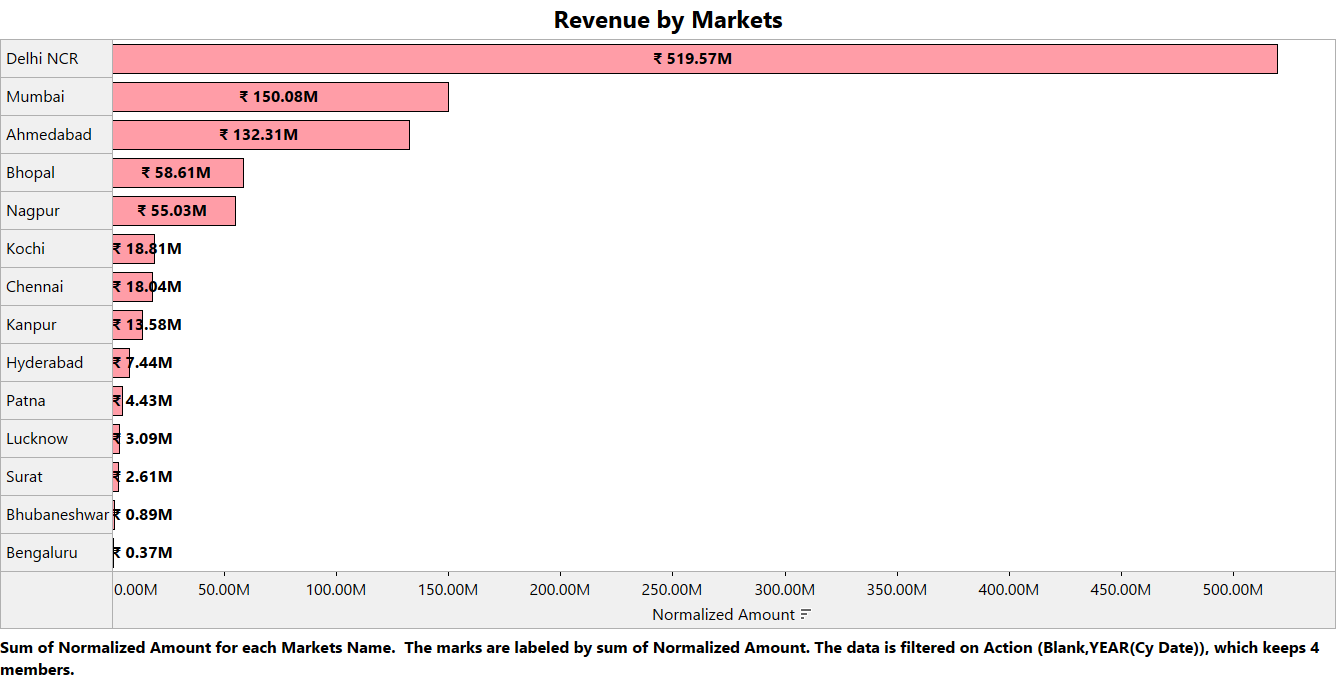 Revenue by Markets
Delhi NCR ₹ 519.57M
Mumbai ₹ 150.08M
Ahmedabad ₹ 132.31M
Bhopal ₹ 58.61M
Nagpur ₹ 55.03M
Kochi ₹ 18.81M
Chennai ₹ 18.04M
Kanpur ₹ 13.58M
Hyderabad ₹ 7.44M
Patna ₹ 4.43M
Lucknow ₹ 3.09M
Surat ₹ 2.61M
Bhubaneshwar ₹ 0.89M
Bengaluru ₹ 0.37M
0.00M 50.00M 100.00M 150.00M 200.00M 250.00M 300.00M 350.00M 400.00M 450.00M 500.00M
Normalized Amount
Sum of Normalized Amount for each Markets Name.  The marks are labeled by sum of Normalized Amount. The data is filtered on Action (Blank,YEAR(Cy Date)), which keeps 4
members.